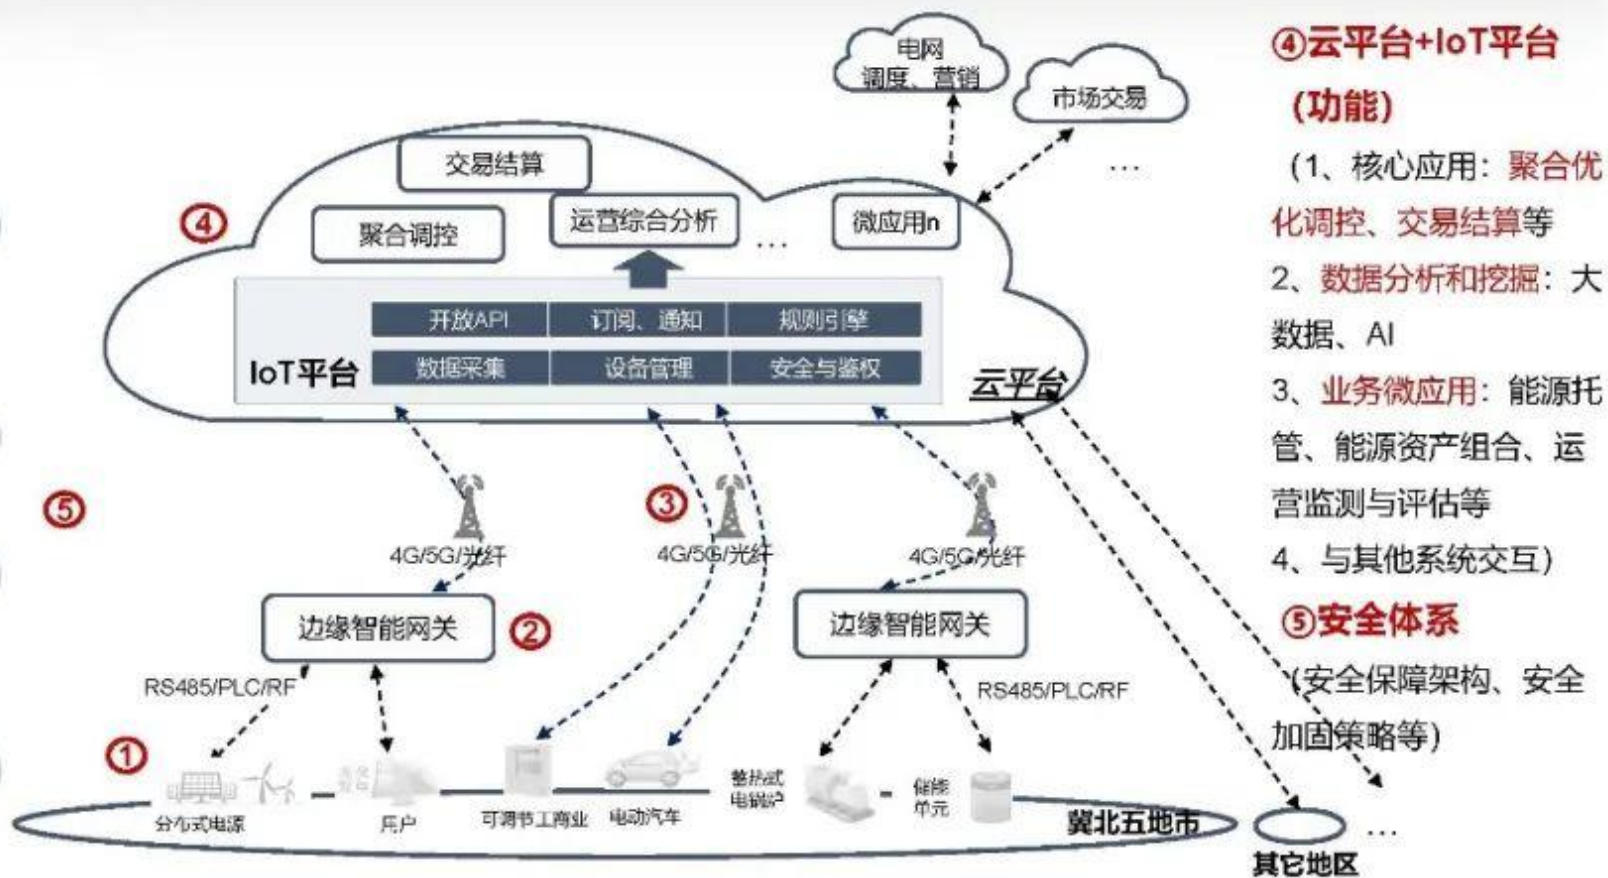 电网
调度、营销
市场交易
...
④
交易结算
聚合调控
运营综合分析
...
微应用n
IoT平台
开放API
订阅、通知
规则引擎
数据采集
设备管理
安全与鉴权
云平台
⑤
③
4G/5G/光纤
4G/5G/光纤
4G/5G/光纤
边缘智能网关
②
边缘智能网关
RS485/PLC/RF
RS485/PLC/RF
①
分布式电源
用户
可调节工商业
电动汽车
蓄热式
电锅炉
储能
单元
冀北五地市
其它地区
...
④云平台+IoT平台
(功能)
(1、核心应用：聚合优
化调控、交易结算等
2、数据分析和挖掘：大
数据、AI
3、业务微应用：能源托
管、能源资产组合、运
营监测与评估等
4、与其他系统交互)
⑤安全体系
(安全保障架构、安全
加固策略等)